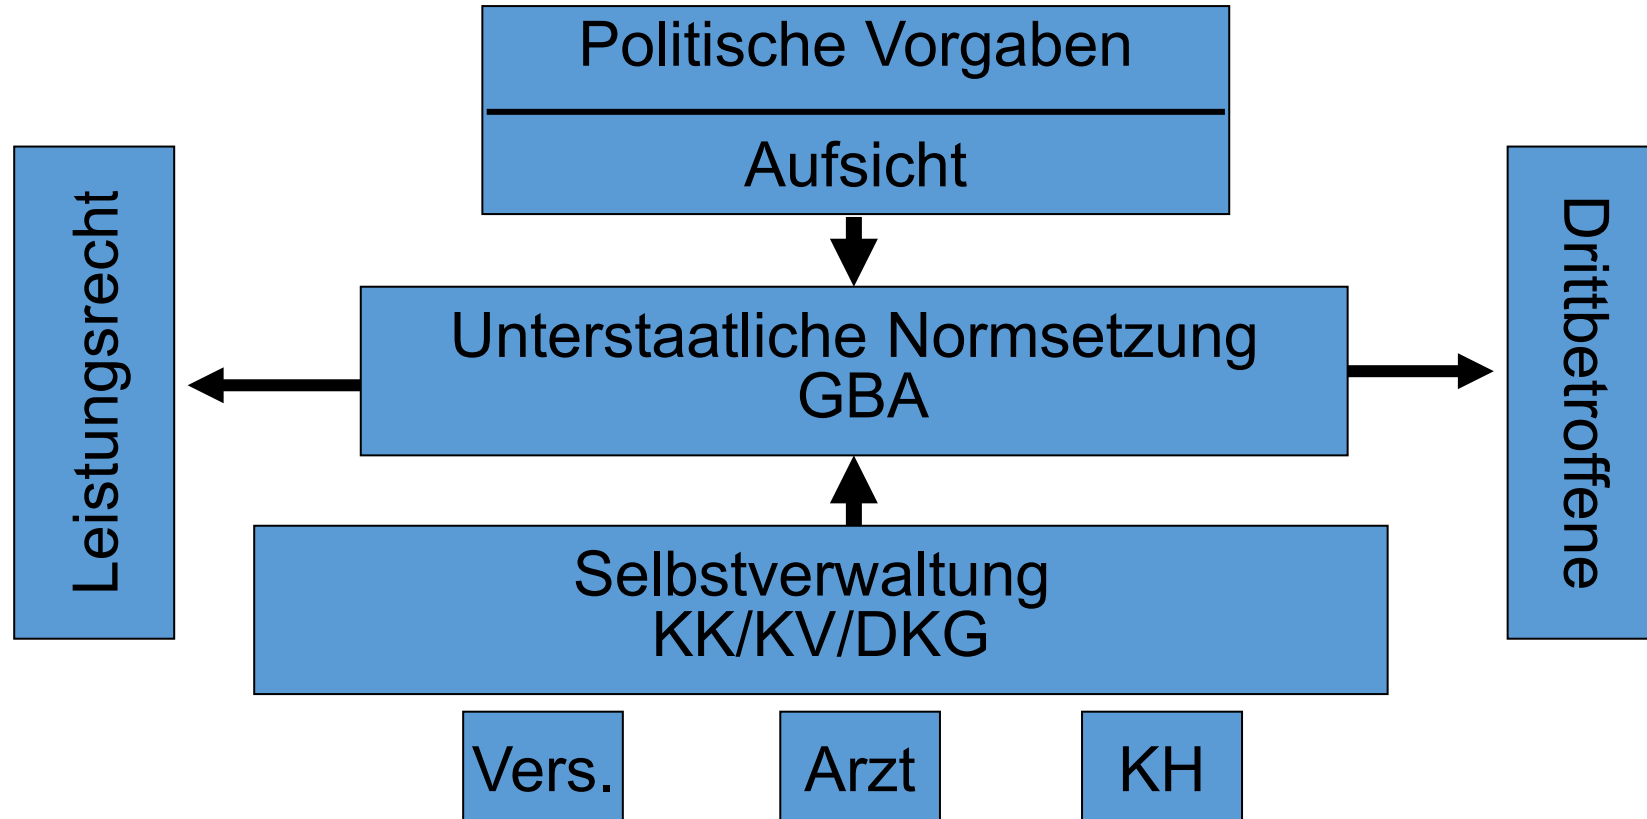 Politische Vorgaben
Aufsicht
Leistungsrecht
Unterstaatliche Normsetzung
GBA
Drittbetroffene
Selbstverwaltung
KK/KV/DKG
Vers.
Arzt
KH